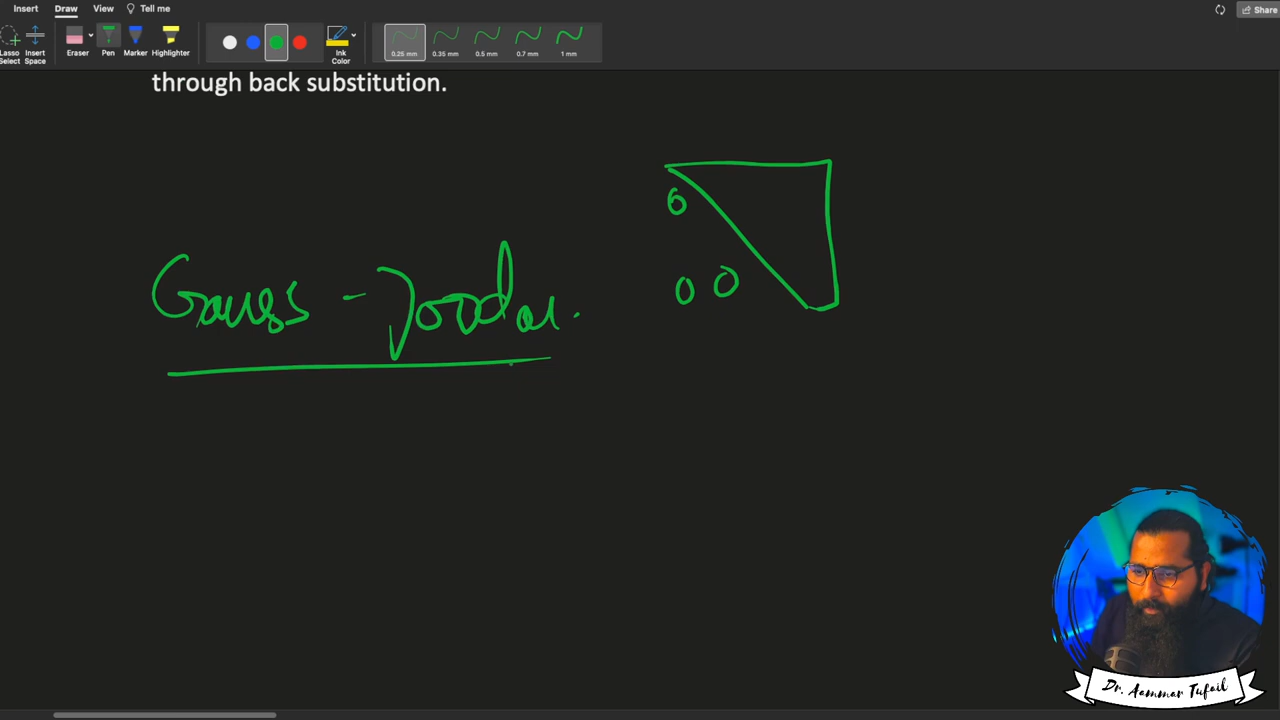 Insert Draw View Tell me
Share
Lasso Select
Insert Space
Eraser
Pen
Marker
Highlighter
Ink Color
0.25 mm 0.35 mm 0.5 mm 0.7 mm 1 mm
through back substitution.
0
0 0
Gauss - Jordan.
Dr. Aammar Tufail